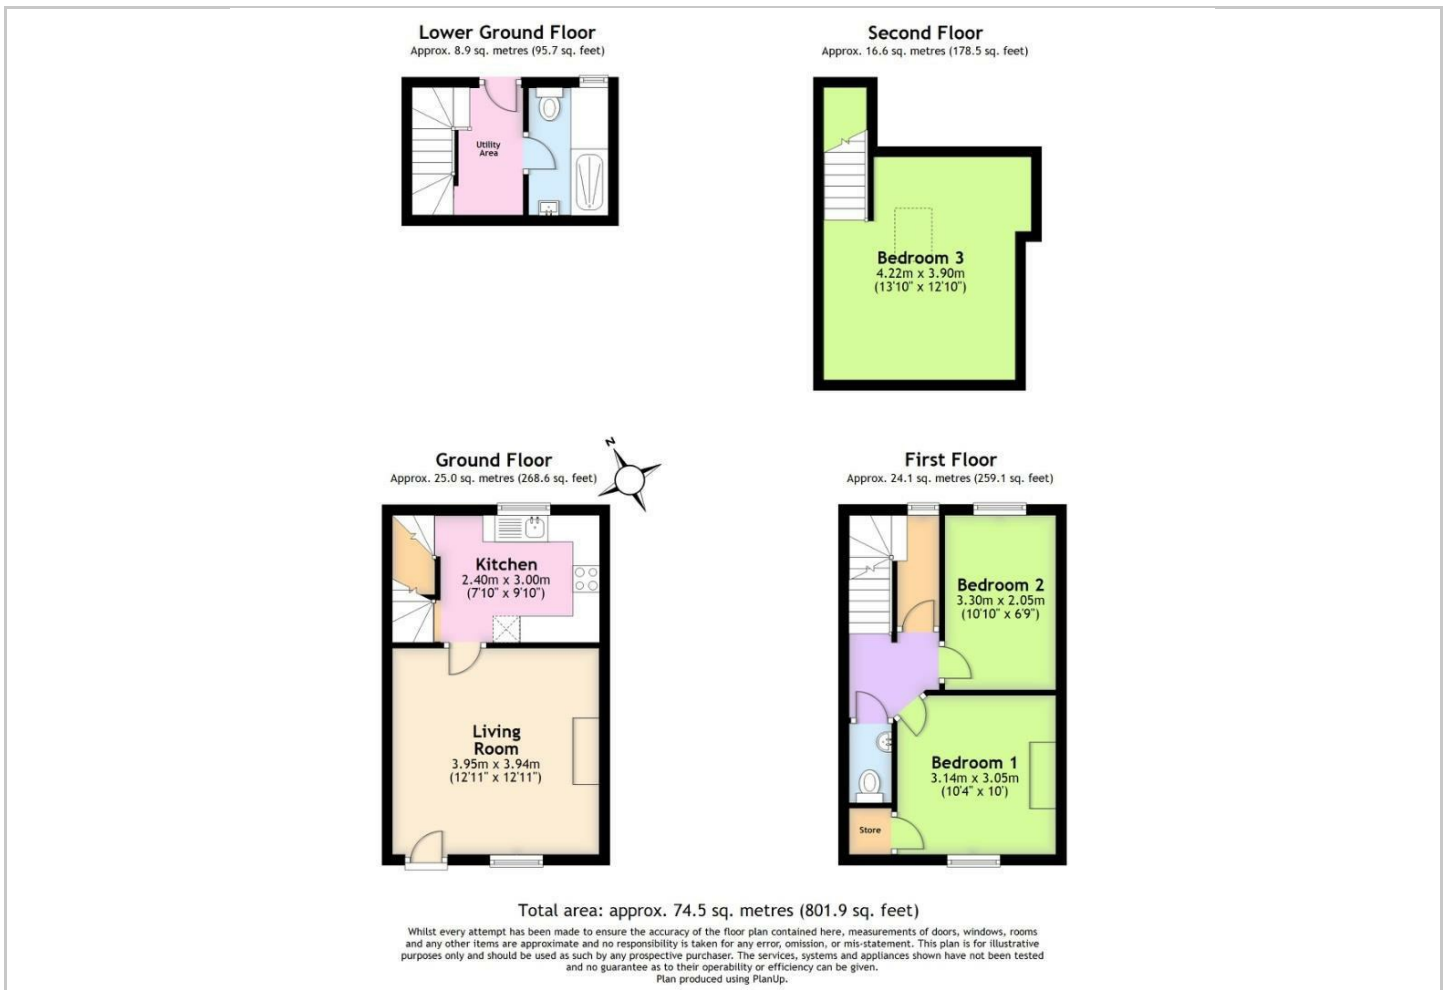 Lower Ground Floor
Approx. 8.9 sq. metres (95.7 sq. feet)
Utility
Area
Second Floor
Approx. 16.6 sq. metres (178.5 sq. feet)
Bedroom 3
4.22m x 3.90m
(13'10" x 12'10")
Ground Floor
Approx. 25.0 sq. metres (268.6 sq. feet)
N
Kitchen
2.40m x 3.00m
(7'10" x 9'10")
Living
Room
3.95m x 3.94m
(12'11" x 12'11")
First Floor
Approx. 24.1 sq. metres (259.1 sq. feet)
Bedroom 2
3.30m x 2.05m
(10'10" x 6'9")
Bedroom 1
3.14m x 3.05m
(10'4" x 10')
Store
Total area: approx. 74.5 sq. metres (801.9 sq. feet)
Whilst every attempt has been made to ensure the accuracy of the floor plan contained here, measurements of doors, windows, rooms
and any other items are approximate and no responsibility is taken for any error, omission, or mis-statement. This plan is for illustrative
purposes only and should be used as such by any prospective purchaser. The services, systems and appliances shown have not been tested
and no guarantee as to their operability or efficiency can be given.
Plan produced using PlanUp.